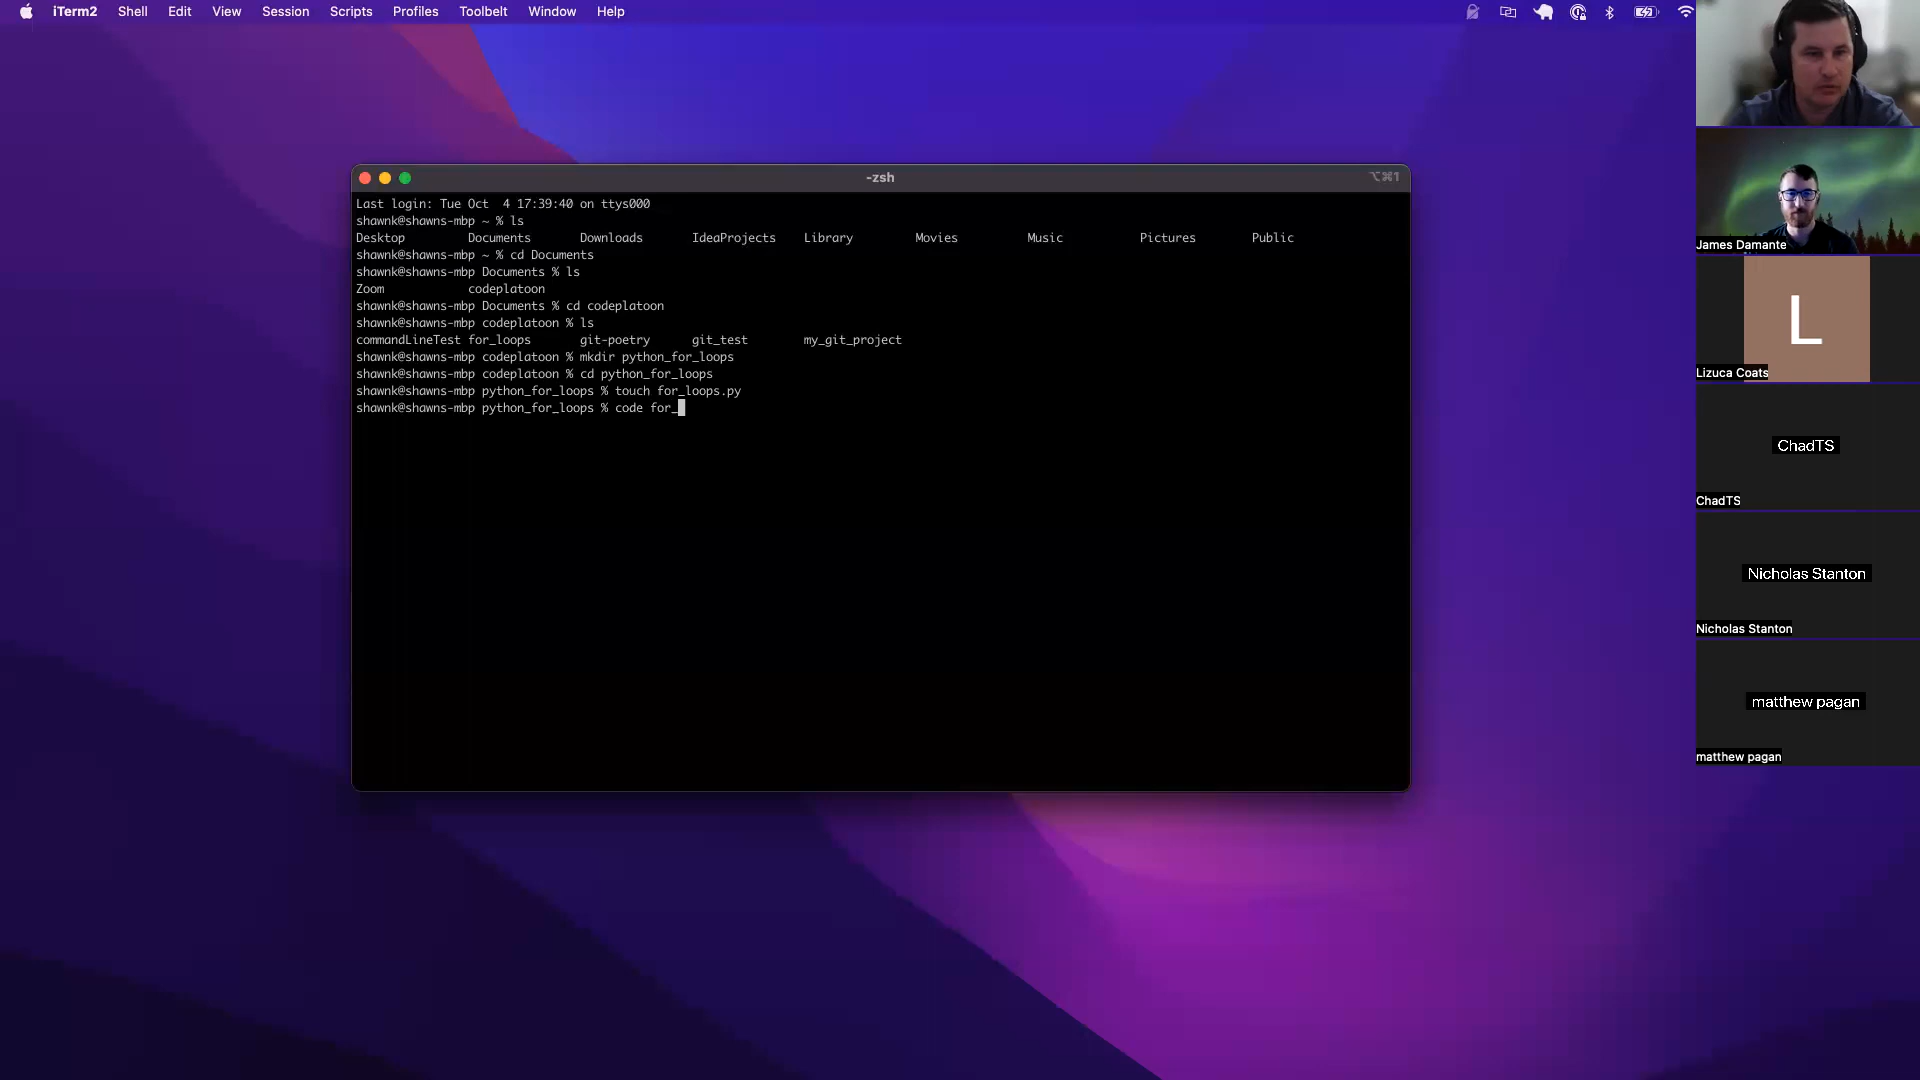 iTerm2 Shell Edit View Session Scripts Profiles Toolbelt Window Help
-zsh ⌥⌘1
Last login: Tue Oct  4 17:39:40 on ttys000
shawnk@shawns-mbp ~ % ls
Desktop Documents Downloads IdeaProjects Library Movies Music Pictures Public
shawnk@shawns-mbp ~ % cd Documents
shawnk@shawns-mbp Documents % ls
Zoom codeplatoon
shawnk@shawns-mbp Documents % cd codeplatoon
shawnk@shawns-mbp codeplatoon % ls
commandLineTest for_loops git-poetry git_test my_git_project
shawnk@shawns-mbp codeplatoon % mkdir python_for_loops
shawnk@shawns-mbp codeplatoon % cd python_for_loops
shawnk@shawns-mbp python_for_loops % touch for_loops.py
shawnk@shawns-mbp python_for_loops % code for_
James Damante
L
Lizuca Coats
ChadTS
ChadTS
Nicholas Stanton
Nicholas Stanton
matthew pagan
matthew pagan